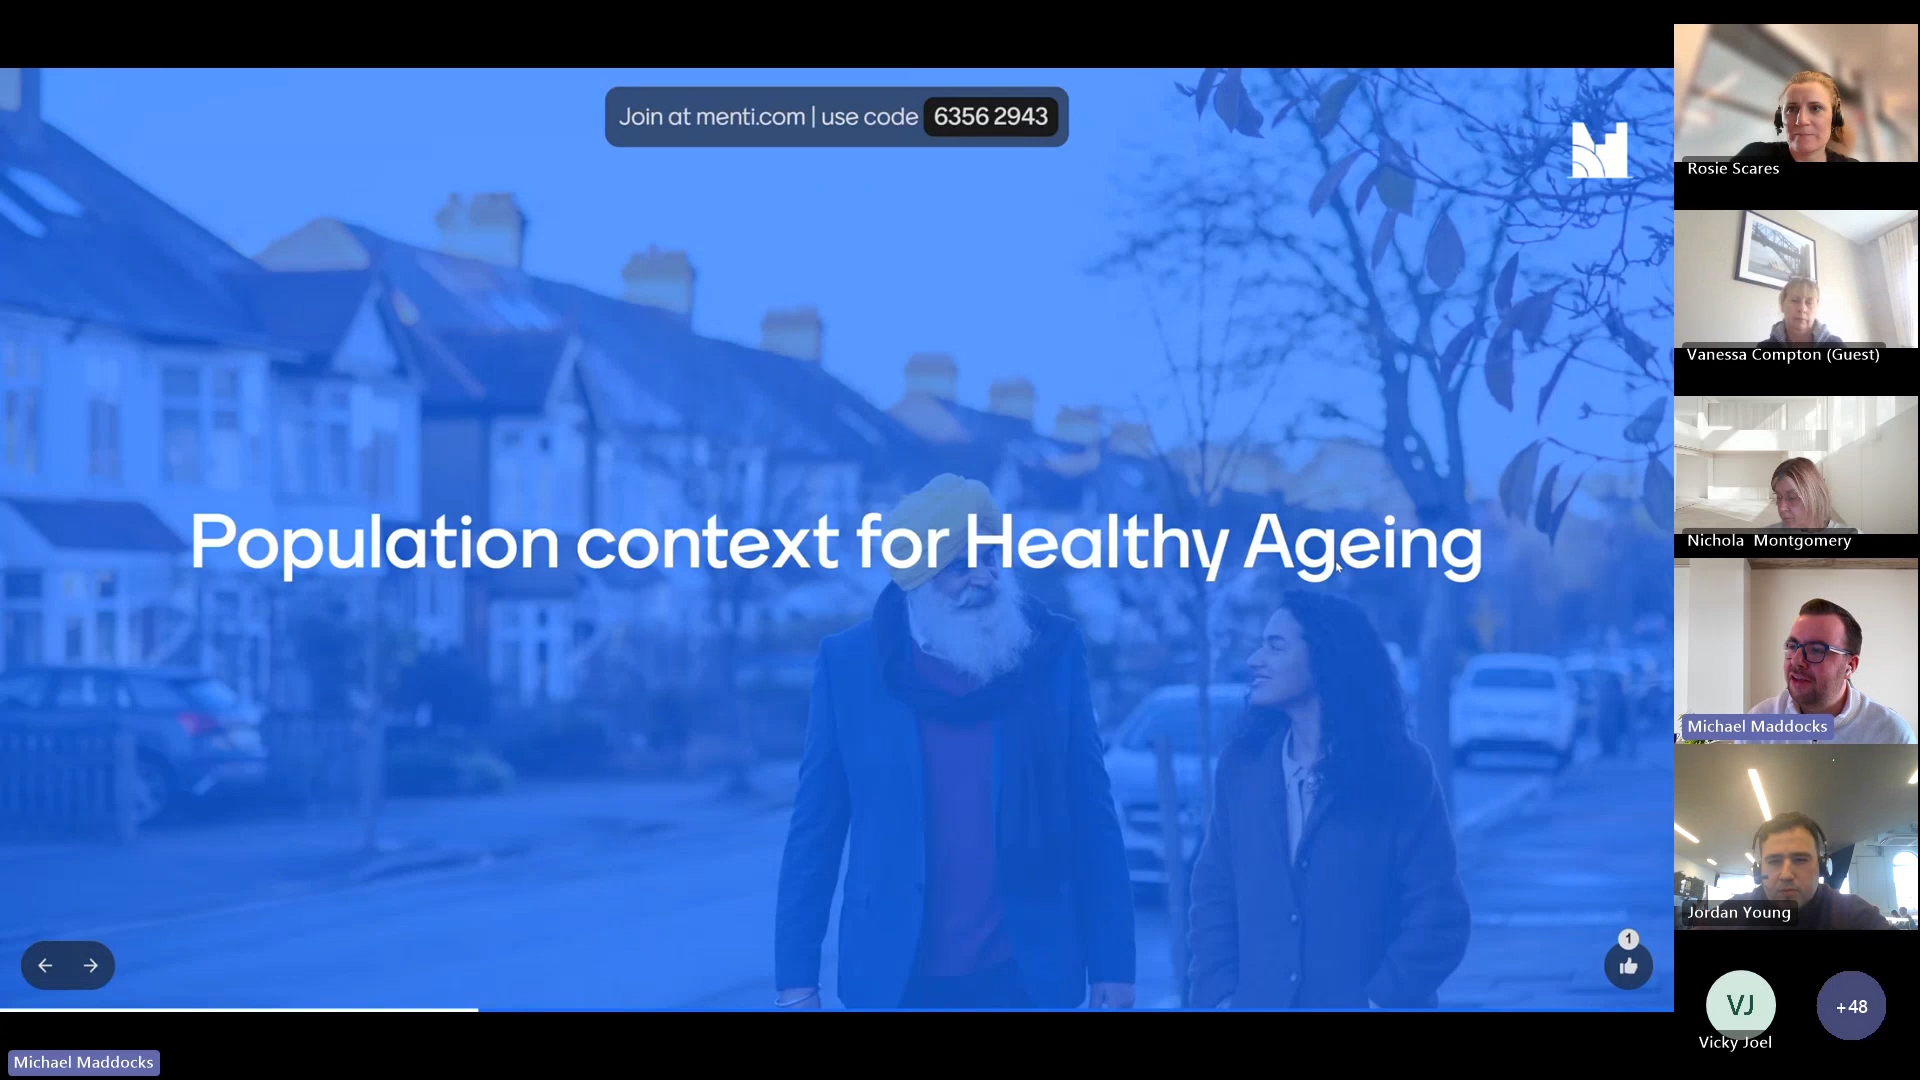 Join at menti.com | use code 6356 2943
Population context for Healthy Ageing
1
Michael Maddocks
Rosie Scares
Vanessa Compton (Guest)
Nichola Montgomery
Michael Maddocks
Jordan Young
VJ
Vicky Joel
+48